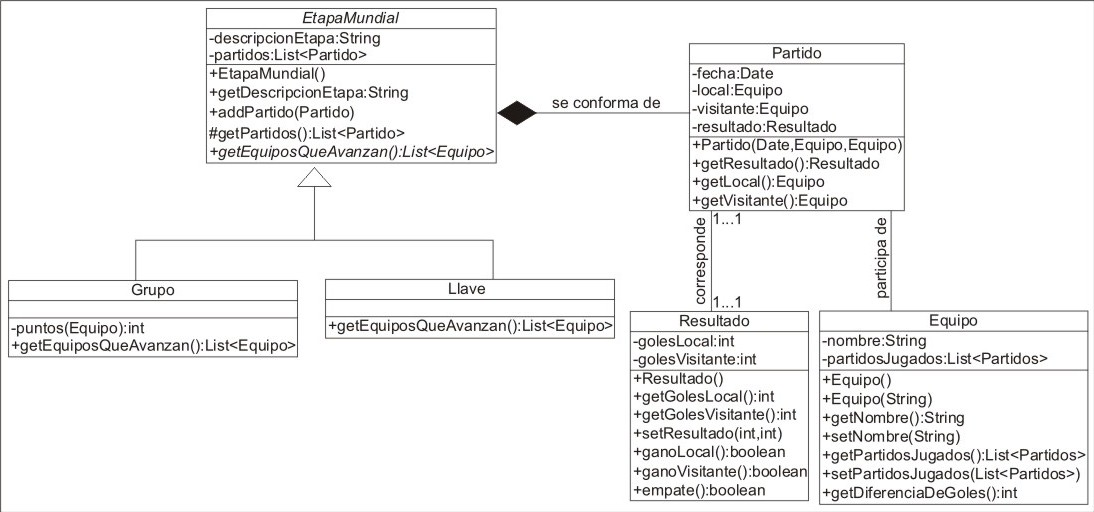 EtapaMundial
-descripcionEtapa:String
-partidos:List<Partido>
+EtapaMundial()
+getDescripcionEtapa:String
+addPartido(Partido)
#getPartidos():List<Partido>
+getEquiposQueAvanzan():List<Equipo>
se conforma de
Partido
-fecha:Date
-local:Equipo
-visitante:Equipo
-resultado:Resultado
+Partido(Date,Equipo,Equipo)
+getResultado():Resultado
+getLocal():Equipo
+getVisitante():Equipo
1...1
corresponde
1...1
participa de
Grupo
-puntos(Equipo):int
+getEquiposQueAvanzan():List<Equipo>
Llave
+getEquiposQueAvanzan():List<Equipo>
Resultado
-golesLocal:int
-golesVisitante:int
+Resultado()
+getGolesLocal():int
+getGolesVisitante():int
+setResultado(int,int)
+ganoLocal():boolean
+ganoVisitante():boolean
+empate():boolean
Equipo
-nombre:String
-partidosJugados:List<Partidos>
+Equipo()
+Equipo(String)
+getNombre():String
+setNombre(String)
+getPartidosJugados():List<Partidos>
+setPartidosJugados(List<Partidos>)
+getDiferenciaDeGoles():int